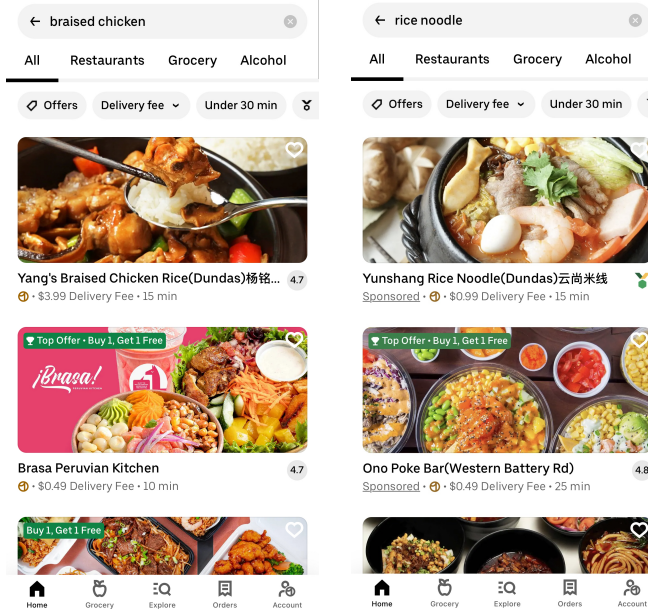 braised chicken
All Restaurants Grocery Alcohol
Offers Delivery fee Under 30 min
Yang's Braised Chicken Rice(Dundas)杨铭... 4.7
• $3.99 Delivery Fee • 15 min
Top Offer • Buy 1, Get 1 Free
¡Brasa!
Brasa Peruvian Kitchen 4.7
• $0.49 Delivery Fee • 10 min
Buy 1, Get 1 Free
Home Grocery Explore Orders Account
rice noodle
All Restaurants Grocery Alcohol
Offers Delivery fee Under 30 min
Yunshang Rice Noodle(Dundas)云尚米线
Sponsored • $0.99 Delivery Fee • 15 min
Top Offer • Buy 1, Get 1 Free
Ono Poke Bar(Western Battery Rd) 4.8
Sponsored • $0.49 Delivery Fee • 25 min
Home Grocery Explore Orders Account